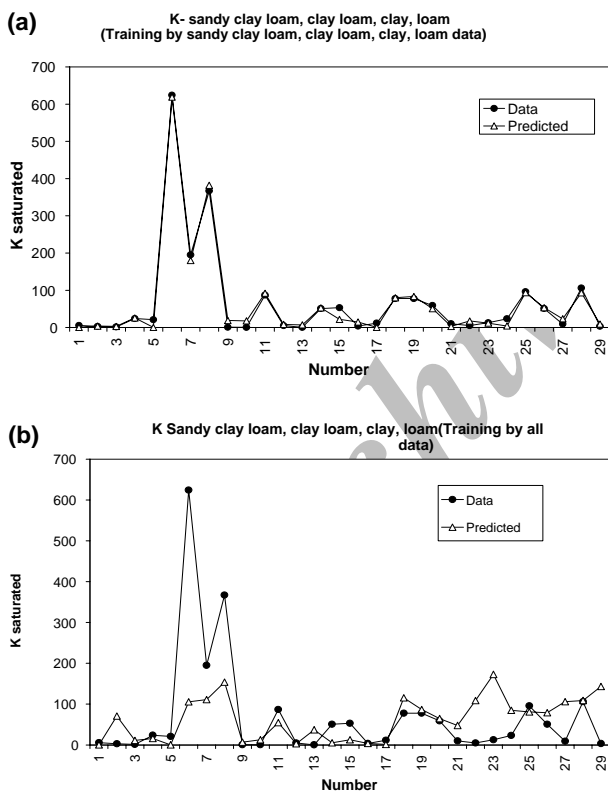 (a)
K- sandy clay loam, clay loam, clay, loam
(Training by sandy clay loam, clay loam, clay, loam data)
700
600
500
400
300
200
100
0
K saturated
Data
Predicted
1 3 5 7 9 11 13 15 17 19 21 23 25 27 29
Number
(b)
K Sandy clay loam, clay loam, clay, loam(Training by all
data)
700
600
500
400
300
200
100
0
K saturated
Data
Predicted
1 3 5 7 9 11 13 15 17 19 21 23 25 27 29
Number